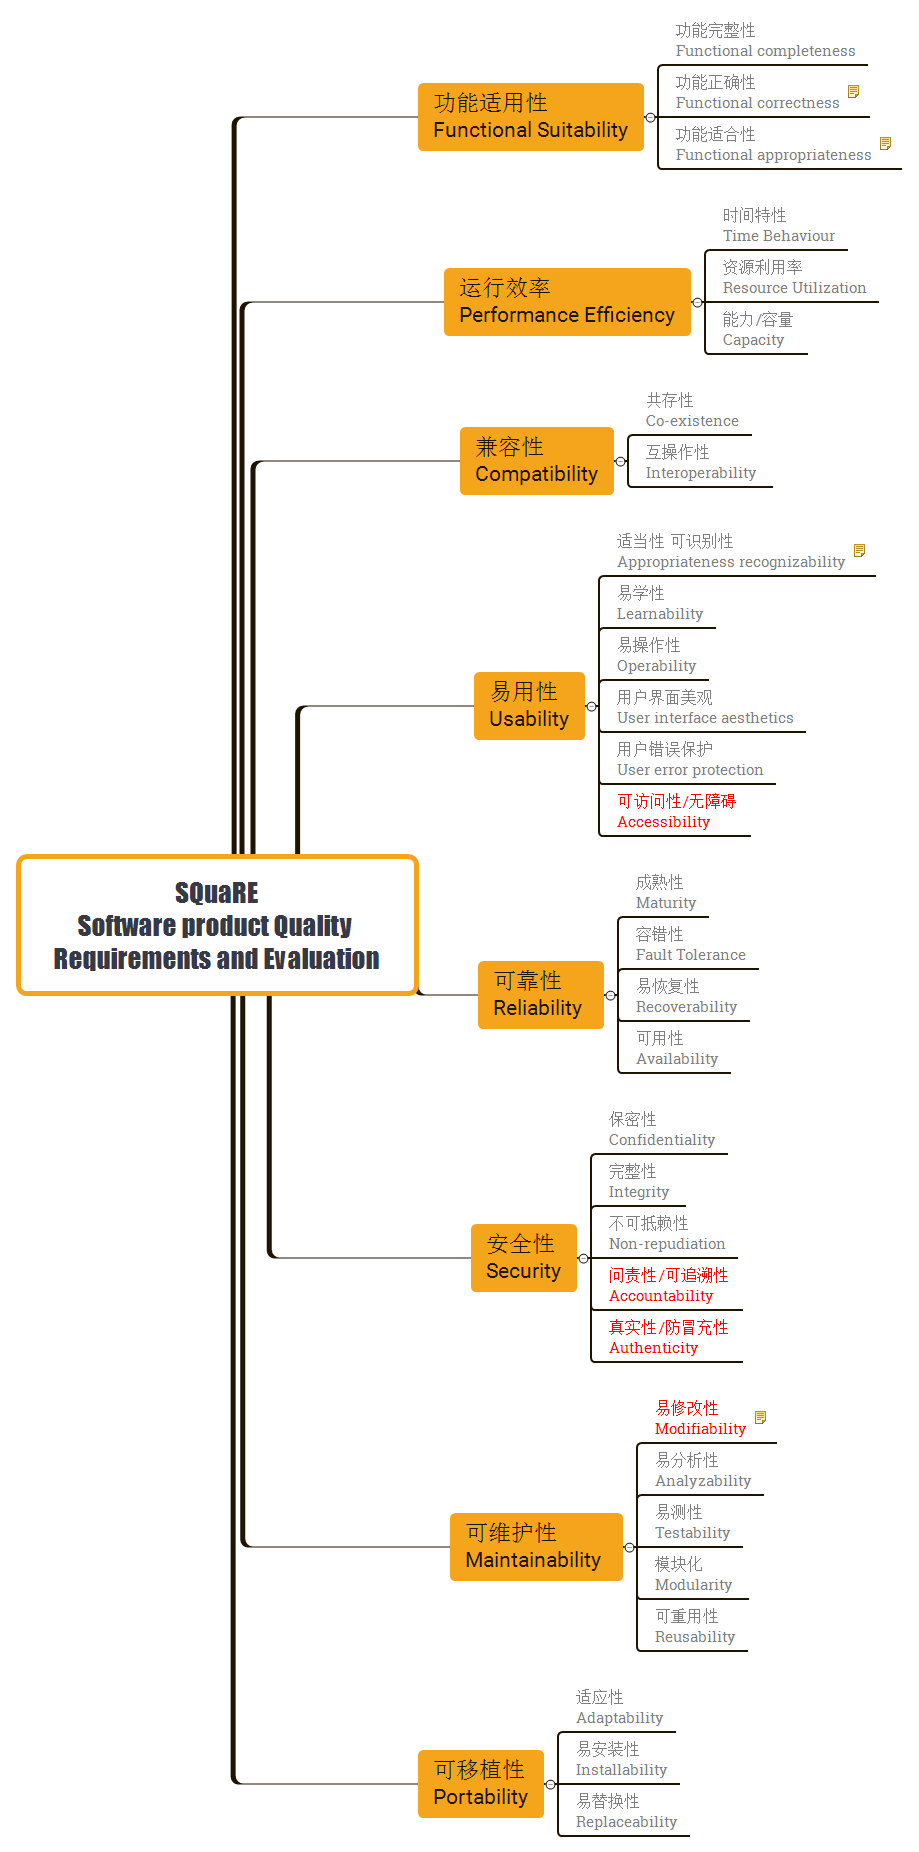 功能完整性
Functional completeness
功能适用性
Functional Suitability
功能正确性
Functional correctness
功能适合性
Functional appropriateness
时间特性
Time Behaviour
运行效率
Performance Efficiency
资源利用率
Resource Utilization
能力/容量
Capacity
共存性
Co-existence
兼容性
Compatibility
互操作性
Interoperability
适当性 可识别性
Appropriateness recognizability
易学性
Learnability
易操作性
Operability
易用性
Usability
用户界面美观
User interface aesthetics
用户错误保护
User error protection
可访问性/无障碍
Accessibility
SQuaRE
Software product Quality
Requirements and Evaluation
成熟性
Maturity
容错性
Fault Tolerance
可靠性
Reliability
易恢复性
Recoverability
可用性
Availability
保密性
Confidentiality
完整性
Integrity
安全性
Security
不可抵赖性
Non-repudiation
问责性/可追溯性
Accountability
真实性/防冒充性
Authenticity
易修改性
Modifiability
易分析性
Analyzability
可维护性
Maintainability
易测性
Testability
模块化
Modularity
可重用性
Reusability
适应性
Adaptability
可移植性
Portability
易安装性
Installability
易替换性
Replaceability